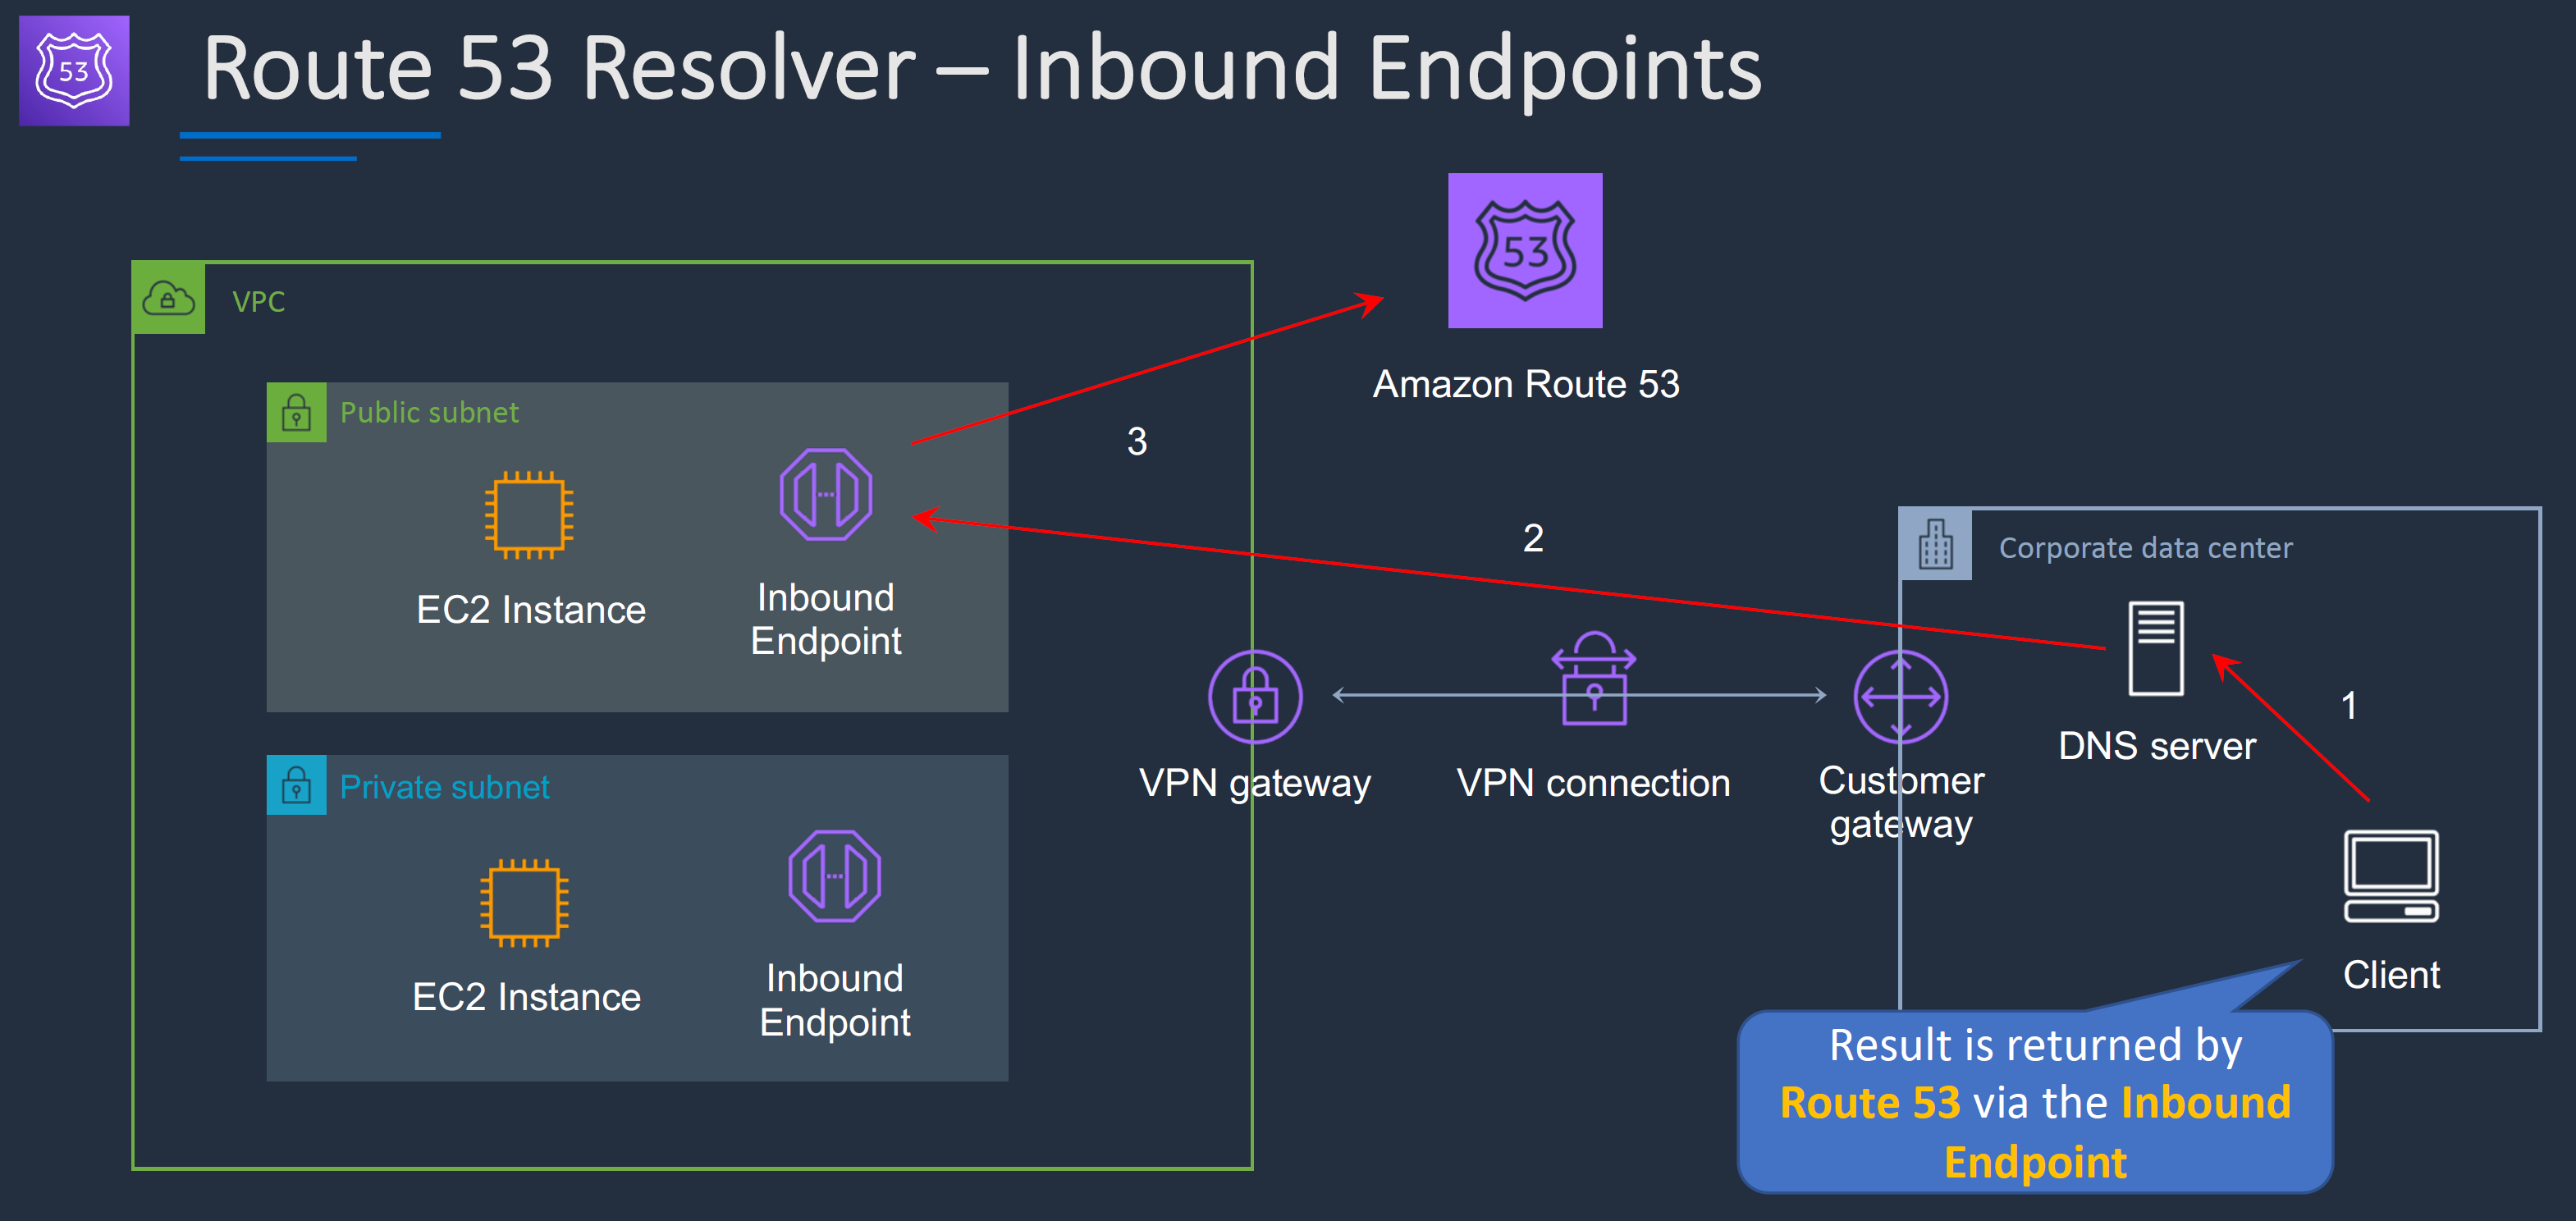 53
Route 53 Resolver – Inbound Endpoints
53
Amazon Route 53
VPC
Public subnet
3
EC2 Instance
Inbound
Endpoint
2
Corporate data center
DNS server
1
VPN gateway
VPN connection
Customer
gateway
Private subnet
EC2 Instance
Inbound
Endpoint
Client
Result is returned by
Route 53 via the Inbound
Endpoint